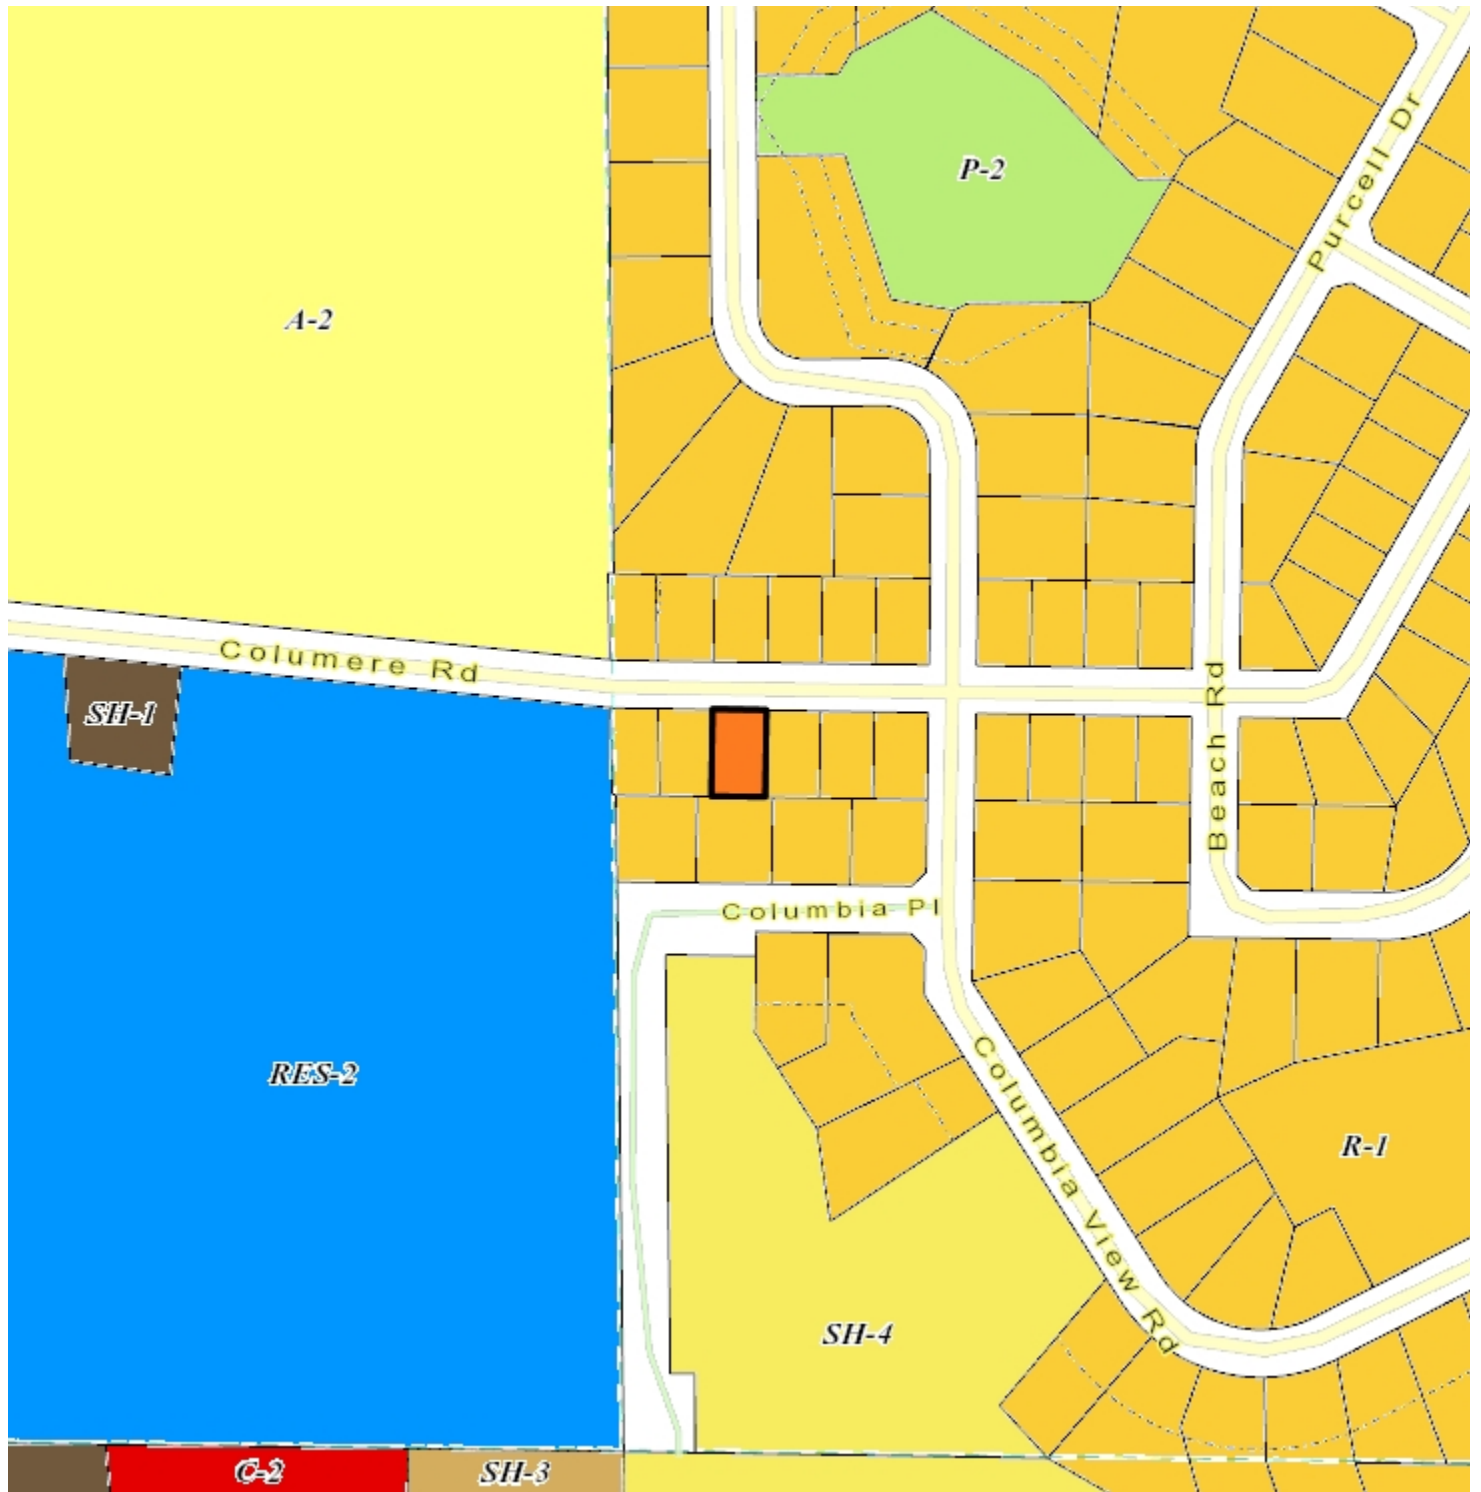 P-2
Purcell Dr
A-2
Columere Rd
SH-1
Beach Rd
Columbia Pl
RES-2
Columbia View Rd
R-1
SH-4
C-2
SH-3